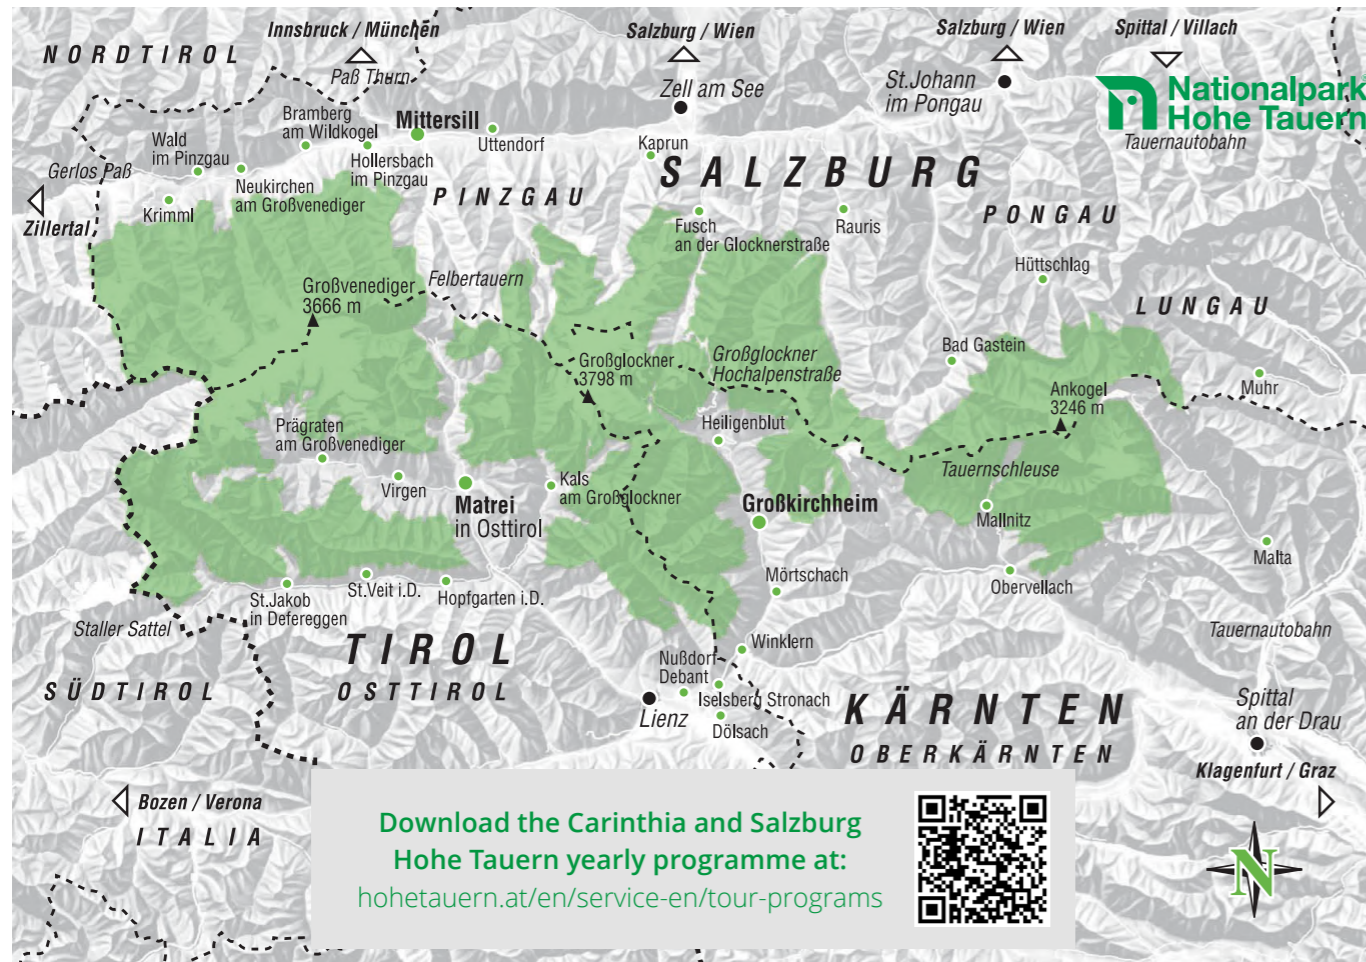 Innsbruck / München
Salzburg / Wien
Salzburg / Wien
Spittal / Villach
NORDTIROL
Paß Thurn
Zell am See
St.Johann
im Pongau
Nationalpark
Hohe Tauern
Tauernautobahn
Bramberg
am Wildkogel
Mittersill
Uttendorf
Wald
im Pinzgau
Hollersbach
im Pinzgau
Kaprun
SALZBURG
Gerlos Paß
Neukirchen
am Großvenediger
PINZGAU
Krimml
Zillertal
Fusch
an der Glocknerstraße
Rauris
PONGAU
Hüttschlag
Felbertauern
Großvenediger
3666 m
LUNGAU
Großglockner
3798 m
Großglockner
Hochalpenstraße
Bad Gastein
Ankogel
3246 m
Muhr
Prägraten
am Großvenediger
Heiligenblut
Tauernschleuse
Virgen
Matrei
in Osttirol
Kals
am Großglockner
Großkirchheim
Mallnitz
Malta
Obervellach
Mörtschach
St.Jakob
in Defereggen
St.Veit i.D.
Hopfgarten i.D.
Staller Sattel
TIROL
OSTTIROL
SÜDTIROL
Winklern
Nußdorf
Debant
Iselsberg Stronach
Lienz
Dölsach
Tauernautobahn
KÄRNTEN
OBERKÄRNTEN
Spittal
an der Drau
Klagenfurt / Graz
Bozen / Verona
ITALIA
Download the Carinthia and Salzburg
Hohe Tauern yearly programme at:
hohetauern.at/en/service-en/tour-programs
N